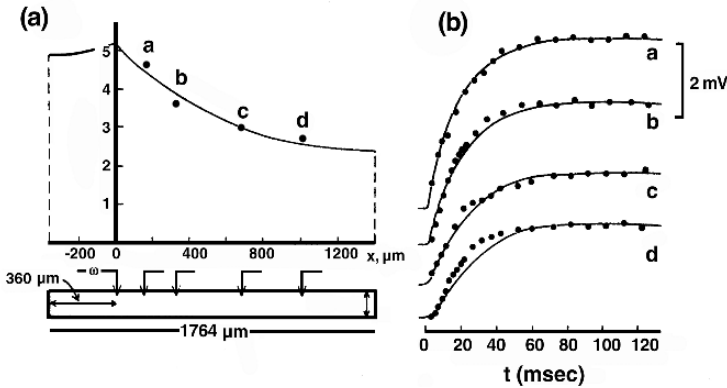 (a)
5
4
3
2
1
a
b
c
d
-200
0
400
800
1200
x, μm
-ω
360 μm
1764 μm
(b)
a
b
c
d
2 mV
0
20
40
60
80
100
120
t (msec)